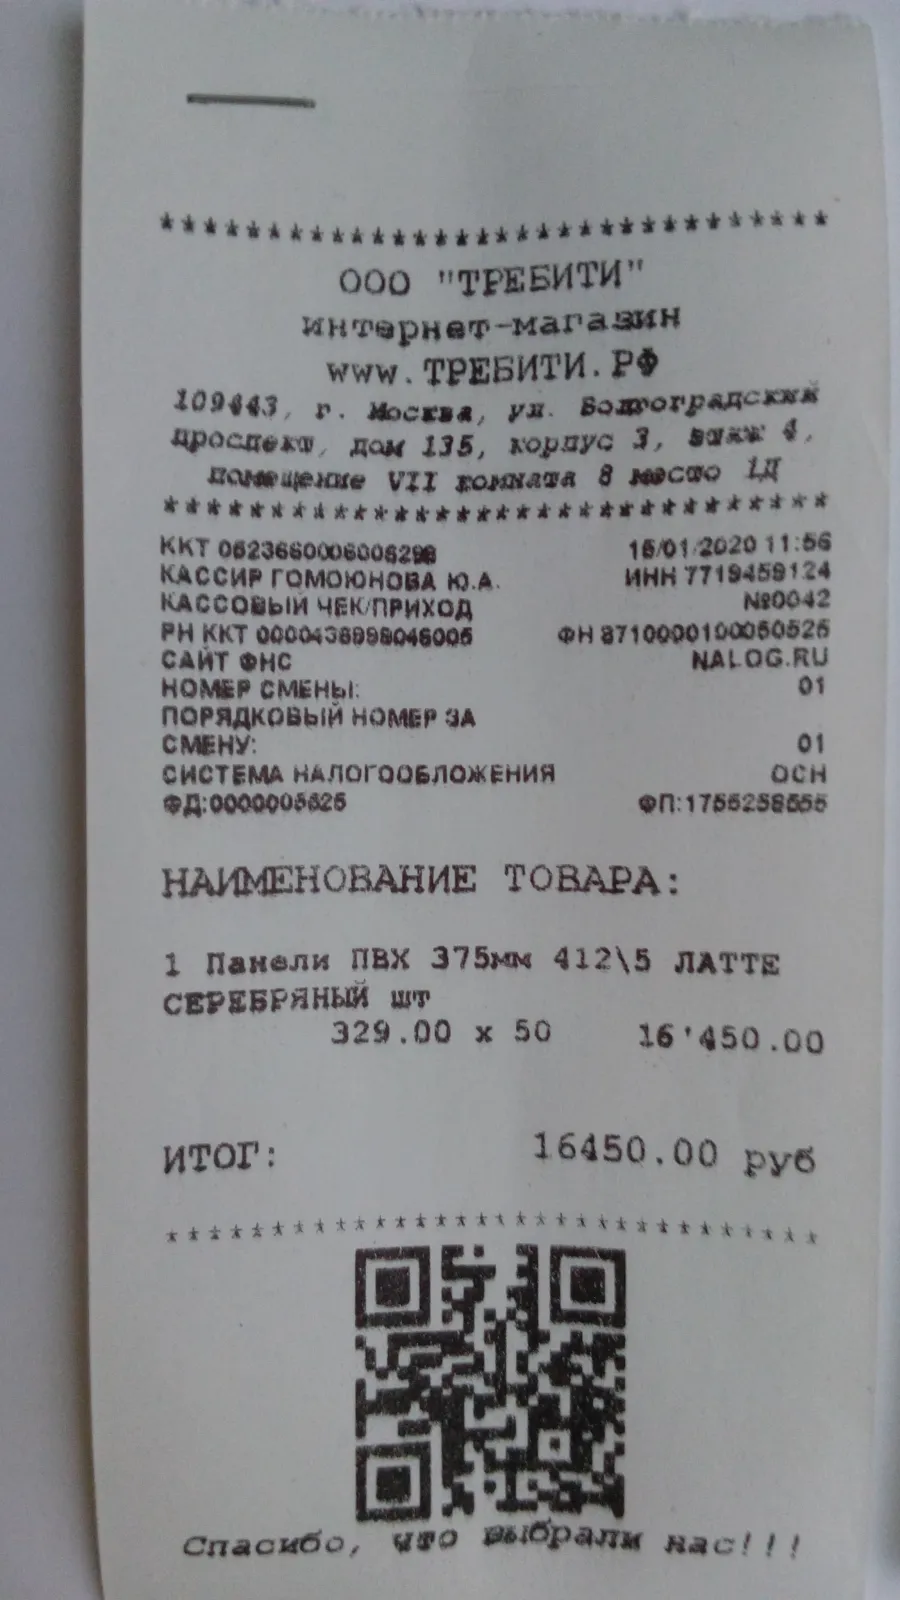 *********************************
ООО "ТРЕБИТИ"
интернет-магазин
www.ТРЕБИТИ.РФ
109443, г. Москва, ул. Волгоградский
проспект, дом 135, корпус 3, этаж 4,
помещение VII комната 8 место 1Д
*********************************
ККТ 0523660006006298 15/01/2020 11:56
КАССИР ГОМОЮНОВА Ю.А. ИНН 7719459124
КАССОВЫЙ ЧЕК/ПРИХОД №0042
РН ККТ 0000436998046005 ФН 8710000100050525
САЙТ ФНС NALOG.RU
НОМЕР СМЕНЫ: 01
ПОРЯДКОВЫЙ НОМЕР ЗА
СМЕНУ: 01
СИСТЕМА НАЛОГООБЛОЖЕНИЯ ОСН
ФД:0000005525 ФП:1755258555
НАИМЕНОВАНИЕ ТОВАРА:
1 Панели ПВХ 375мм 412\5 ЛАТТЕ
СЕРЕБРЯНЫЙ шт
329.00 х 50 16'450.00
ИТОГ: 16450.00 руб
*********************************
Спасибо, что выбрали нас!!!